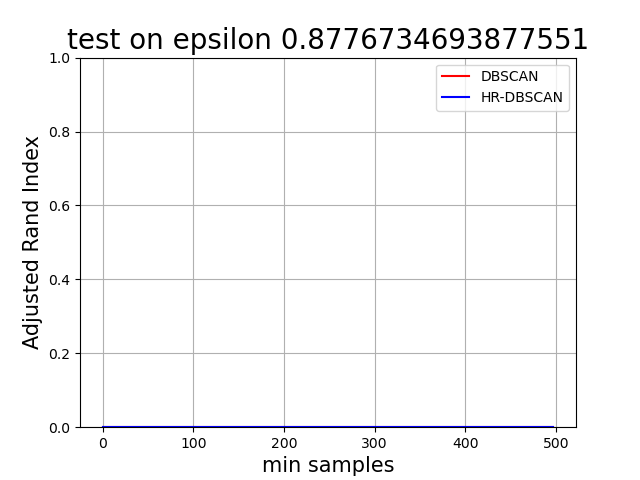 test on epsilon 0.8776734693877551
1.0
DBSCAN
HR-DBSCAN
0.8
0.6
0.4
0.2
0.0
Adjusted Rand Index
0 100 200 300 400 500
min samples